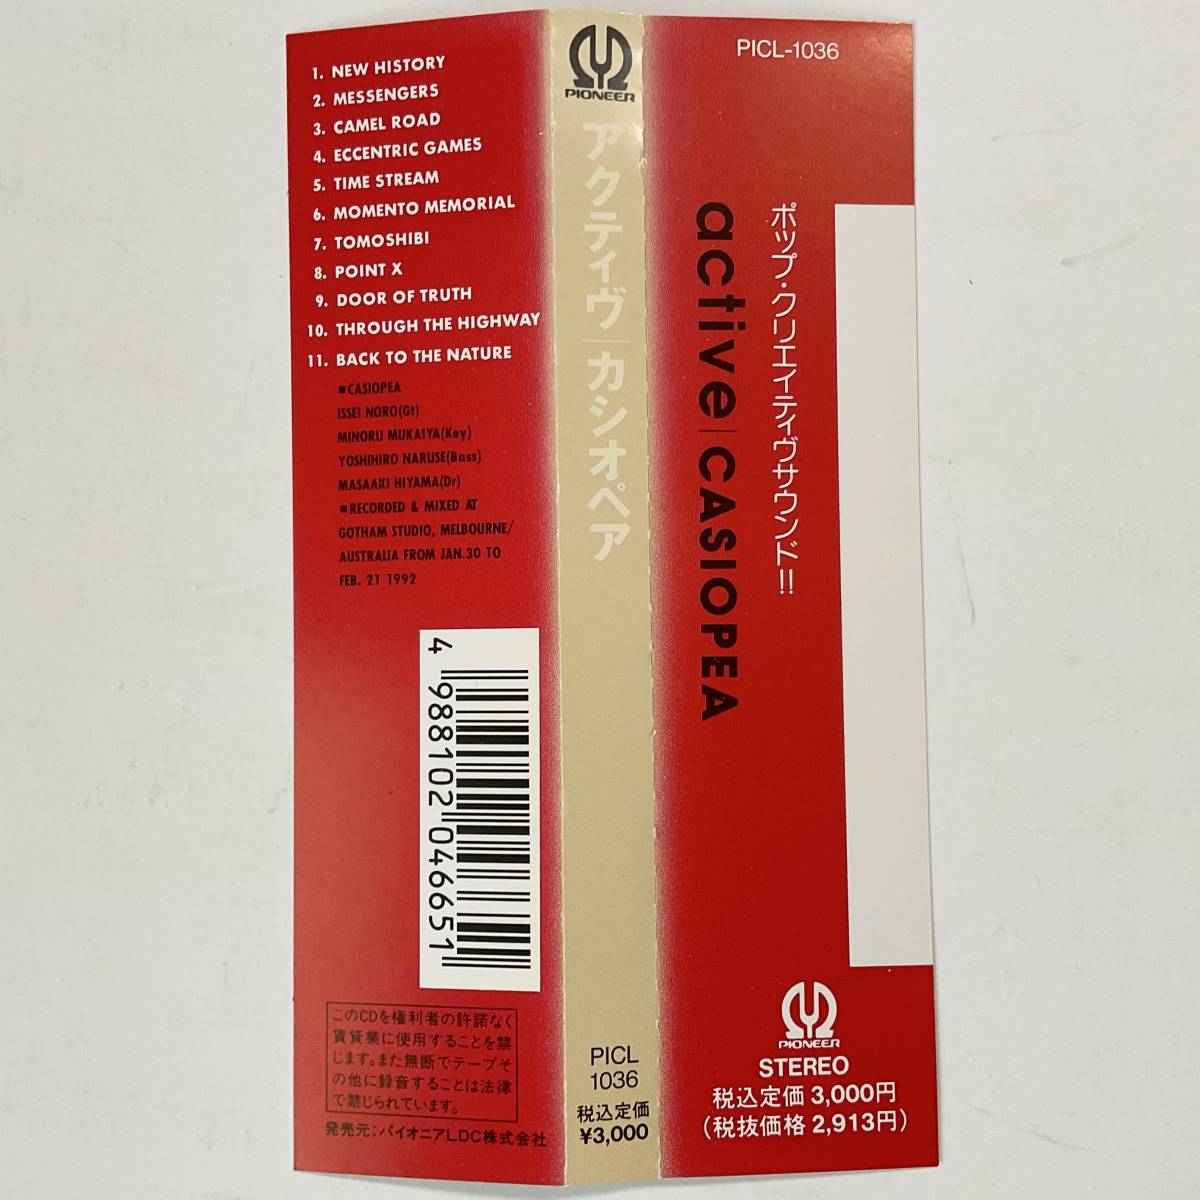 1. NEW HISTORY
2. MESSENGERS
3. CAMEL ROAD
4. ECCENTRIC GAMES
5. TIME STREAM
6. MOMENTO MEMORIAL
7. TOMOSHIBI
8. POINT X
9. DOOR OF TRUTH
10. THROUGH THE HIGHWAY
11. BACK TO THE NATURE
■CASIOPEA
ISSEI NORO(Gt)
MINORU MUKAIYA(Key)
YOSHIHIRO NARUSE(Bass)
MASAAKI HIYAMA(Dr)
■RECORDED & MIXED AT
GOTHAM STUDIO, MELBOURNE/
AUSTRALIA FROM JAN.30 TO
FEB. 21 1992
4 988102 046651
このCDを権利者の許諾なく
賃貸業に使用することを禁
じます。また無断でテープそ
の他に録音することは法律
で禁じられています。
発売元:パイオニアLDC株式会社
PIONEER
アクティヴ|カシオペア
PICL
1036
税込定価
¥3,000
PICL-1036
ポップ・クリエイティヴサウンド!!
active|CASIOPEA
PIONEER
STEREO
税込定価3,000円
(税抜価格2,913円)